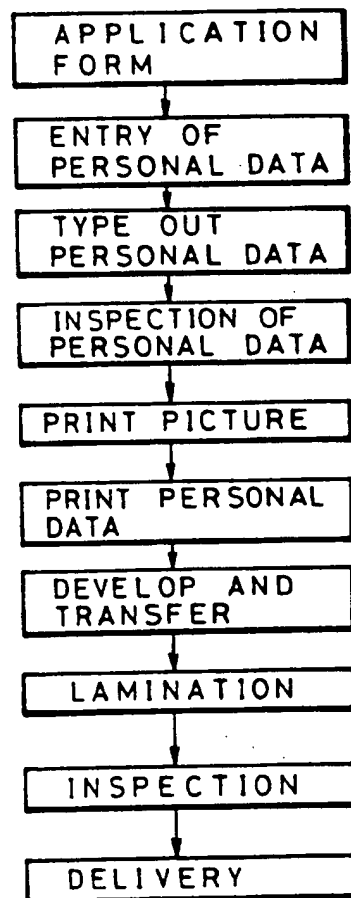 APPLICATION
FORM
ENTRY OF
PERSONAL DATA
TYPE OUT
PERSONAL DATA
INSPECTION OF
PERSONAL DATA
PRINT PICTURE
PRINT PERSONAL
DATA
DEVELOP AND
TRANSFER
LAMINATION
INSPECTION
DELIVERY